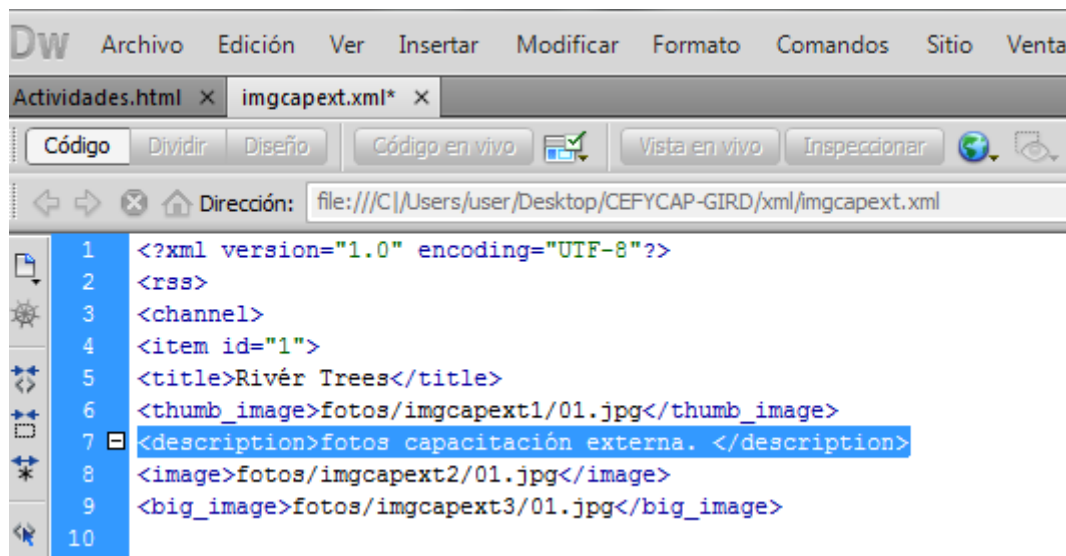 Dw Archivo Edición Ver Insertar Modificar Formato Comandos Sitio Venta
Actividades.html × imgcapext.xml* ×
Código Dividir Diseño Código en vivo Vista en vivo Inspeccionar
Dirección: file:///C|/Users/user/Desktop/CEFYCAP-GIRD/xml/imgcapext.xml
1 <?xml version="1.0" encoding="UTF-8"?>
2 <rss>
3 <channel>
4 <item id="1">
5 <title>Rivér Trees</title>
6 <thumb_image>fotos/imgcapext1/01.jpg</thumb_image>
7 <description>fotos capacitación externa. </description>
8 <image>fotos/imgcapext2/01.jpg</image>
9 <big_image>fotos/imgcapext3/01.jpg</big_image>
10